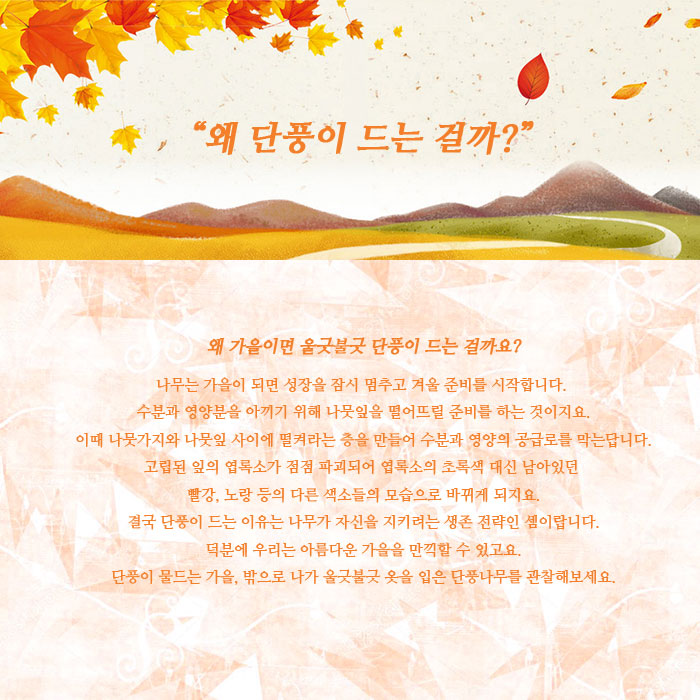 “왜 단풍이 드는 걸까?”
왜 가을이면 울긋불긋 단풍이 드는 걸까요?
나무는 가을이 되면 성장을 잠시 멈추고 겨울 준비를 시작합니다.
수분과 영양분을 아끼기 위해 나뭇잎을 떨어뜨릴 준비를 하는 것이지요.
이때 나뭇가지와 나뭇잎 사이에 떨켜라는 층을 만들어 수분과 영양의 공급로를 막는답니다.
고립된 잎의 엽록소가 점점 파괴되어 엽록소의 초록색 대신 남아있던
빨강, 노랑 등의 다른 색소들의 모습으로 바뀌게 되지요.
결국 단풍이 드는 이유는 나무가 자신을 지키려는 생존 전략인 셈이랍니다.
덕분에 우리는 아름다운 가을을 만끽할 수 있고요.
단풍이 물드는 가을, 밖으로 나가 울긋불긋 옷을 입은 단풍나무를 관찰해보세요.